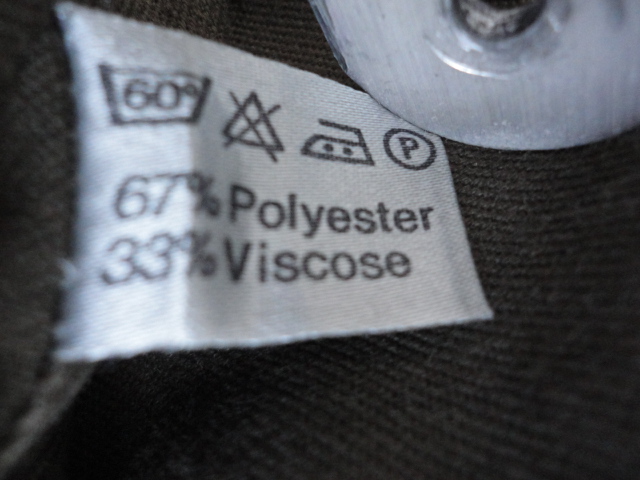 60°
P
67% Polyester
33% Viscose